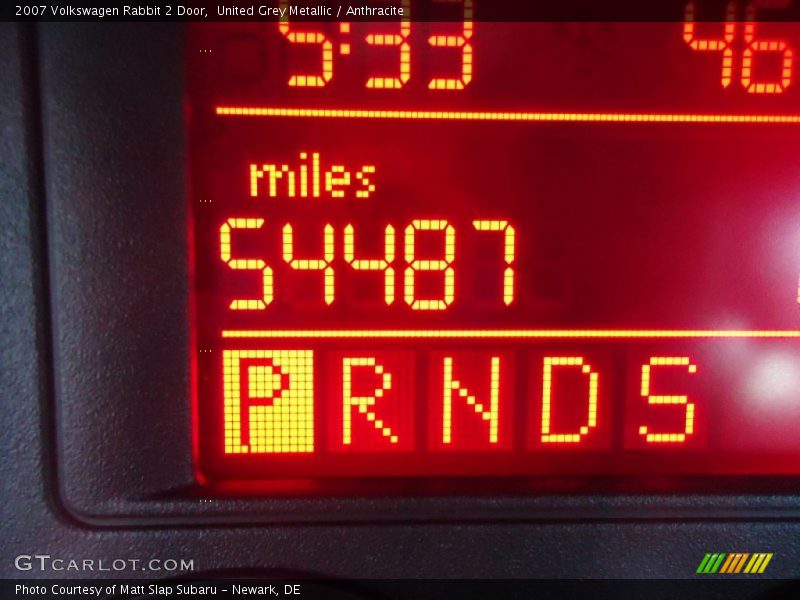 2007 Volkswagen Rabbit 2 Door, United Grey Metallic / Anthracite
5:33 46
miles
54487
P R N D S
GTCARLOT.COM
Photo Courtesy of Matt Slap Subaru - Newark, DE